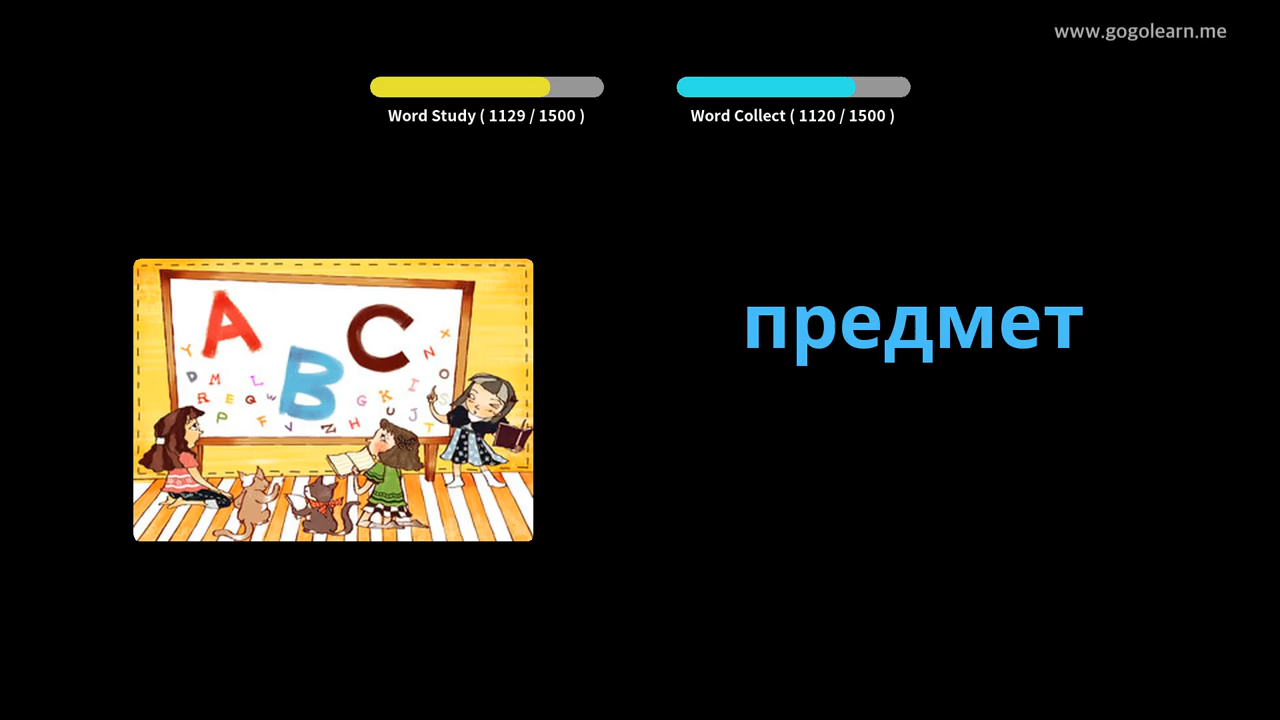 www.gogolearn.me
Word Study ( 1129 / 1500 )
Word Collect ( 1120 / 1500 )
предмет
A
B
C
Y
X
N
D
M
L
O
R
E
Q
W
G
K
I
S
P
F
V
Z
H
U
J
T